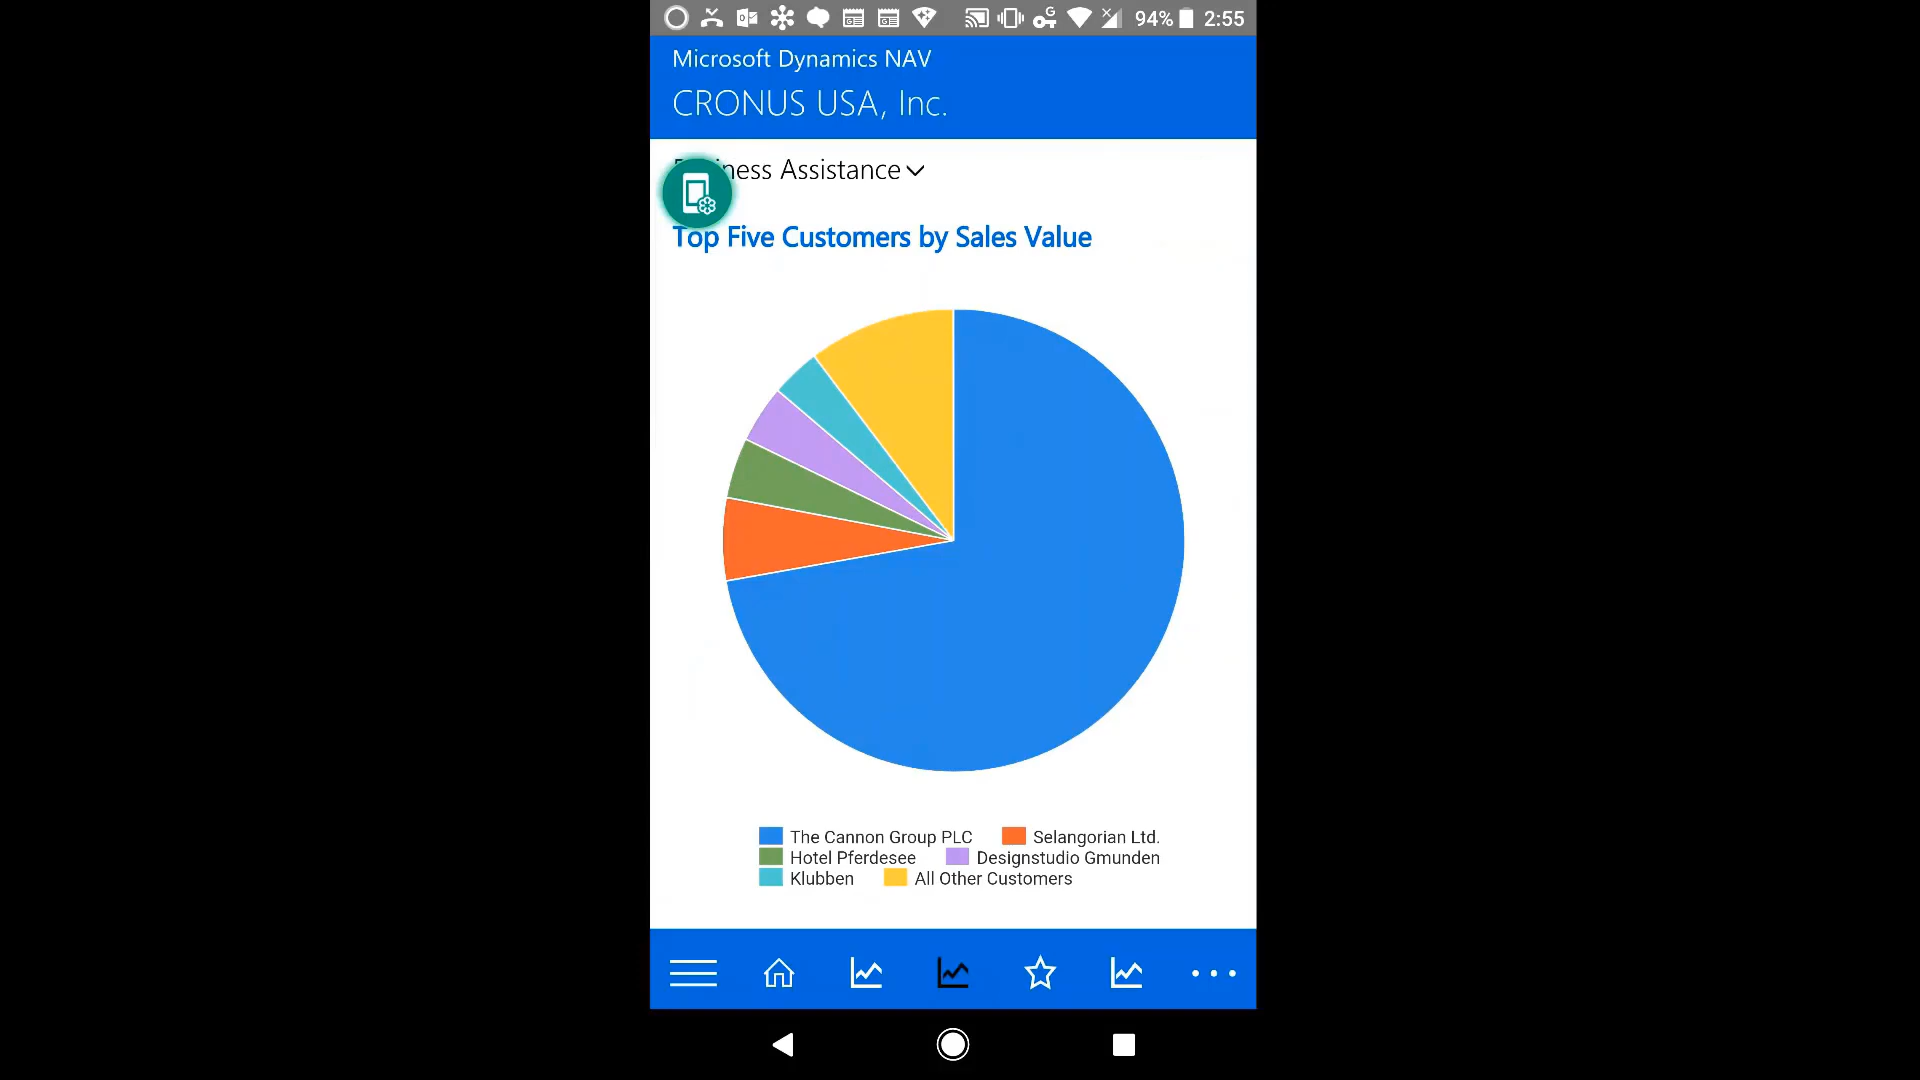 94% 2:55
Microsoft Dynamics NAV
CRONUS USA, Inc.
Assistance
Top Five Customers by Sales Value
The Cannon Group PLC Selangorian Ltd.
Hotel Pferdesee Designstudio Gmunden
Klubben All Other Customers